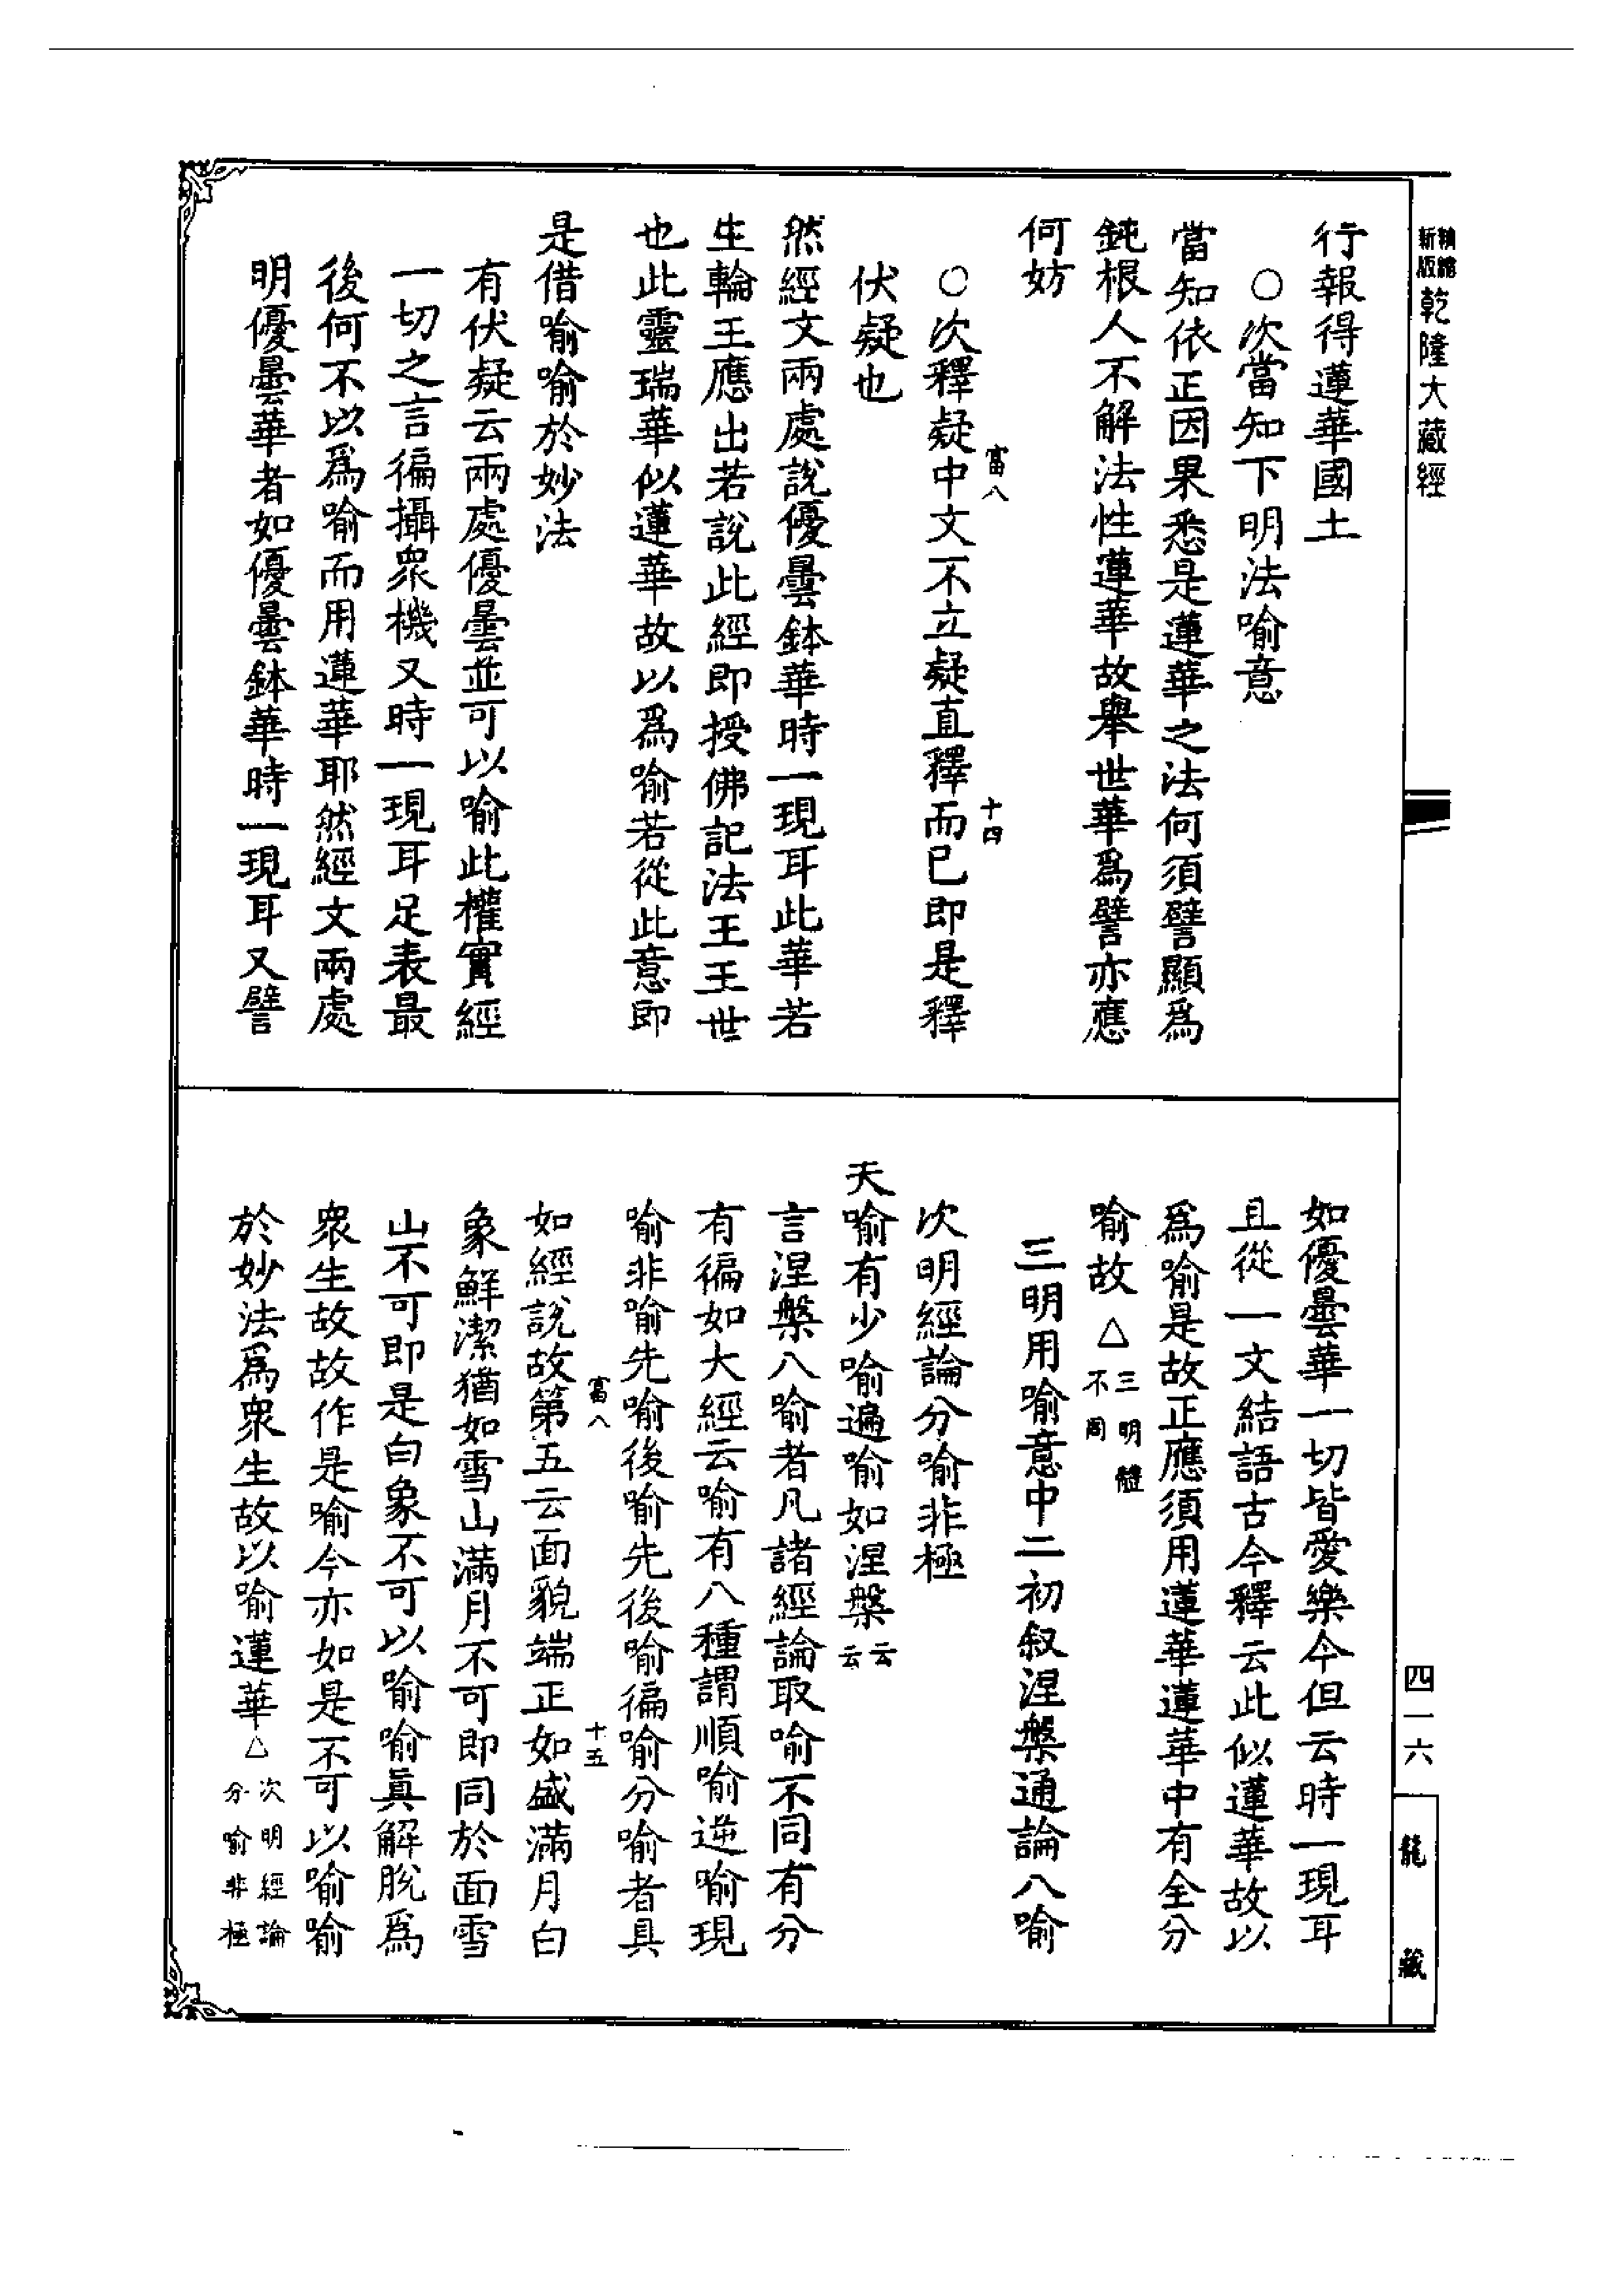 新編縮版乾隆大藏經
行報得蓮華國土
○次當知下明法喻意
當知依正因果悉是蓮華之法何須譬顯爲
鈍根人不解法性蓮華故舉世華爲譬亦應
何妨
富八 十四
○次釋疑中文不立疑直釋而已即是釋
伏疑也
然經文兩處說優曇鉢華時一現耳此華若
生輪王應出若說此經即授佛記法王王世
也此靈瑞華似蓮華故以爲喻若從此意即
是借喻喻於妙法
有伏疑云兩處優曇並可以喻此權實經
一切之言徧攝衆機又時一現耳足表最
後何不以爲喻而用蓮華耶然經文兩處
明優曇華者如優曇鉢華時一現耳又譬
如優曇華一切皆愛樂今但云時一現耳
且從一文結語古今釋云此似蓮華故以
爲喻是故正應須用蓮華蓮華中有全分
喻故△三明體不同
三明用喻意中二初叙涅槃通論八喻
次明經論分喻非極
天喻有少喻遍喻如涅槃云云
言涅槃八喻者凡諸經論取喻不同有分
有徧如大經云喻有八種謂順喻逆喻現
喻非喻先喻後喻先後喻徧喻分喻者具
富八 十五
如經說故第五云面貌端正如盛滿月白
象鮮潔猶如雪山滿月不可即同於面雪
山不可即是白象不可以喻喻真解脫爲
衆生故故作是喻今亦如是不可以喻喻
於妙法爲衆生故以喻蓮華△次明經論分喻非極
四一六
龍藏